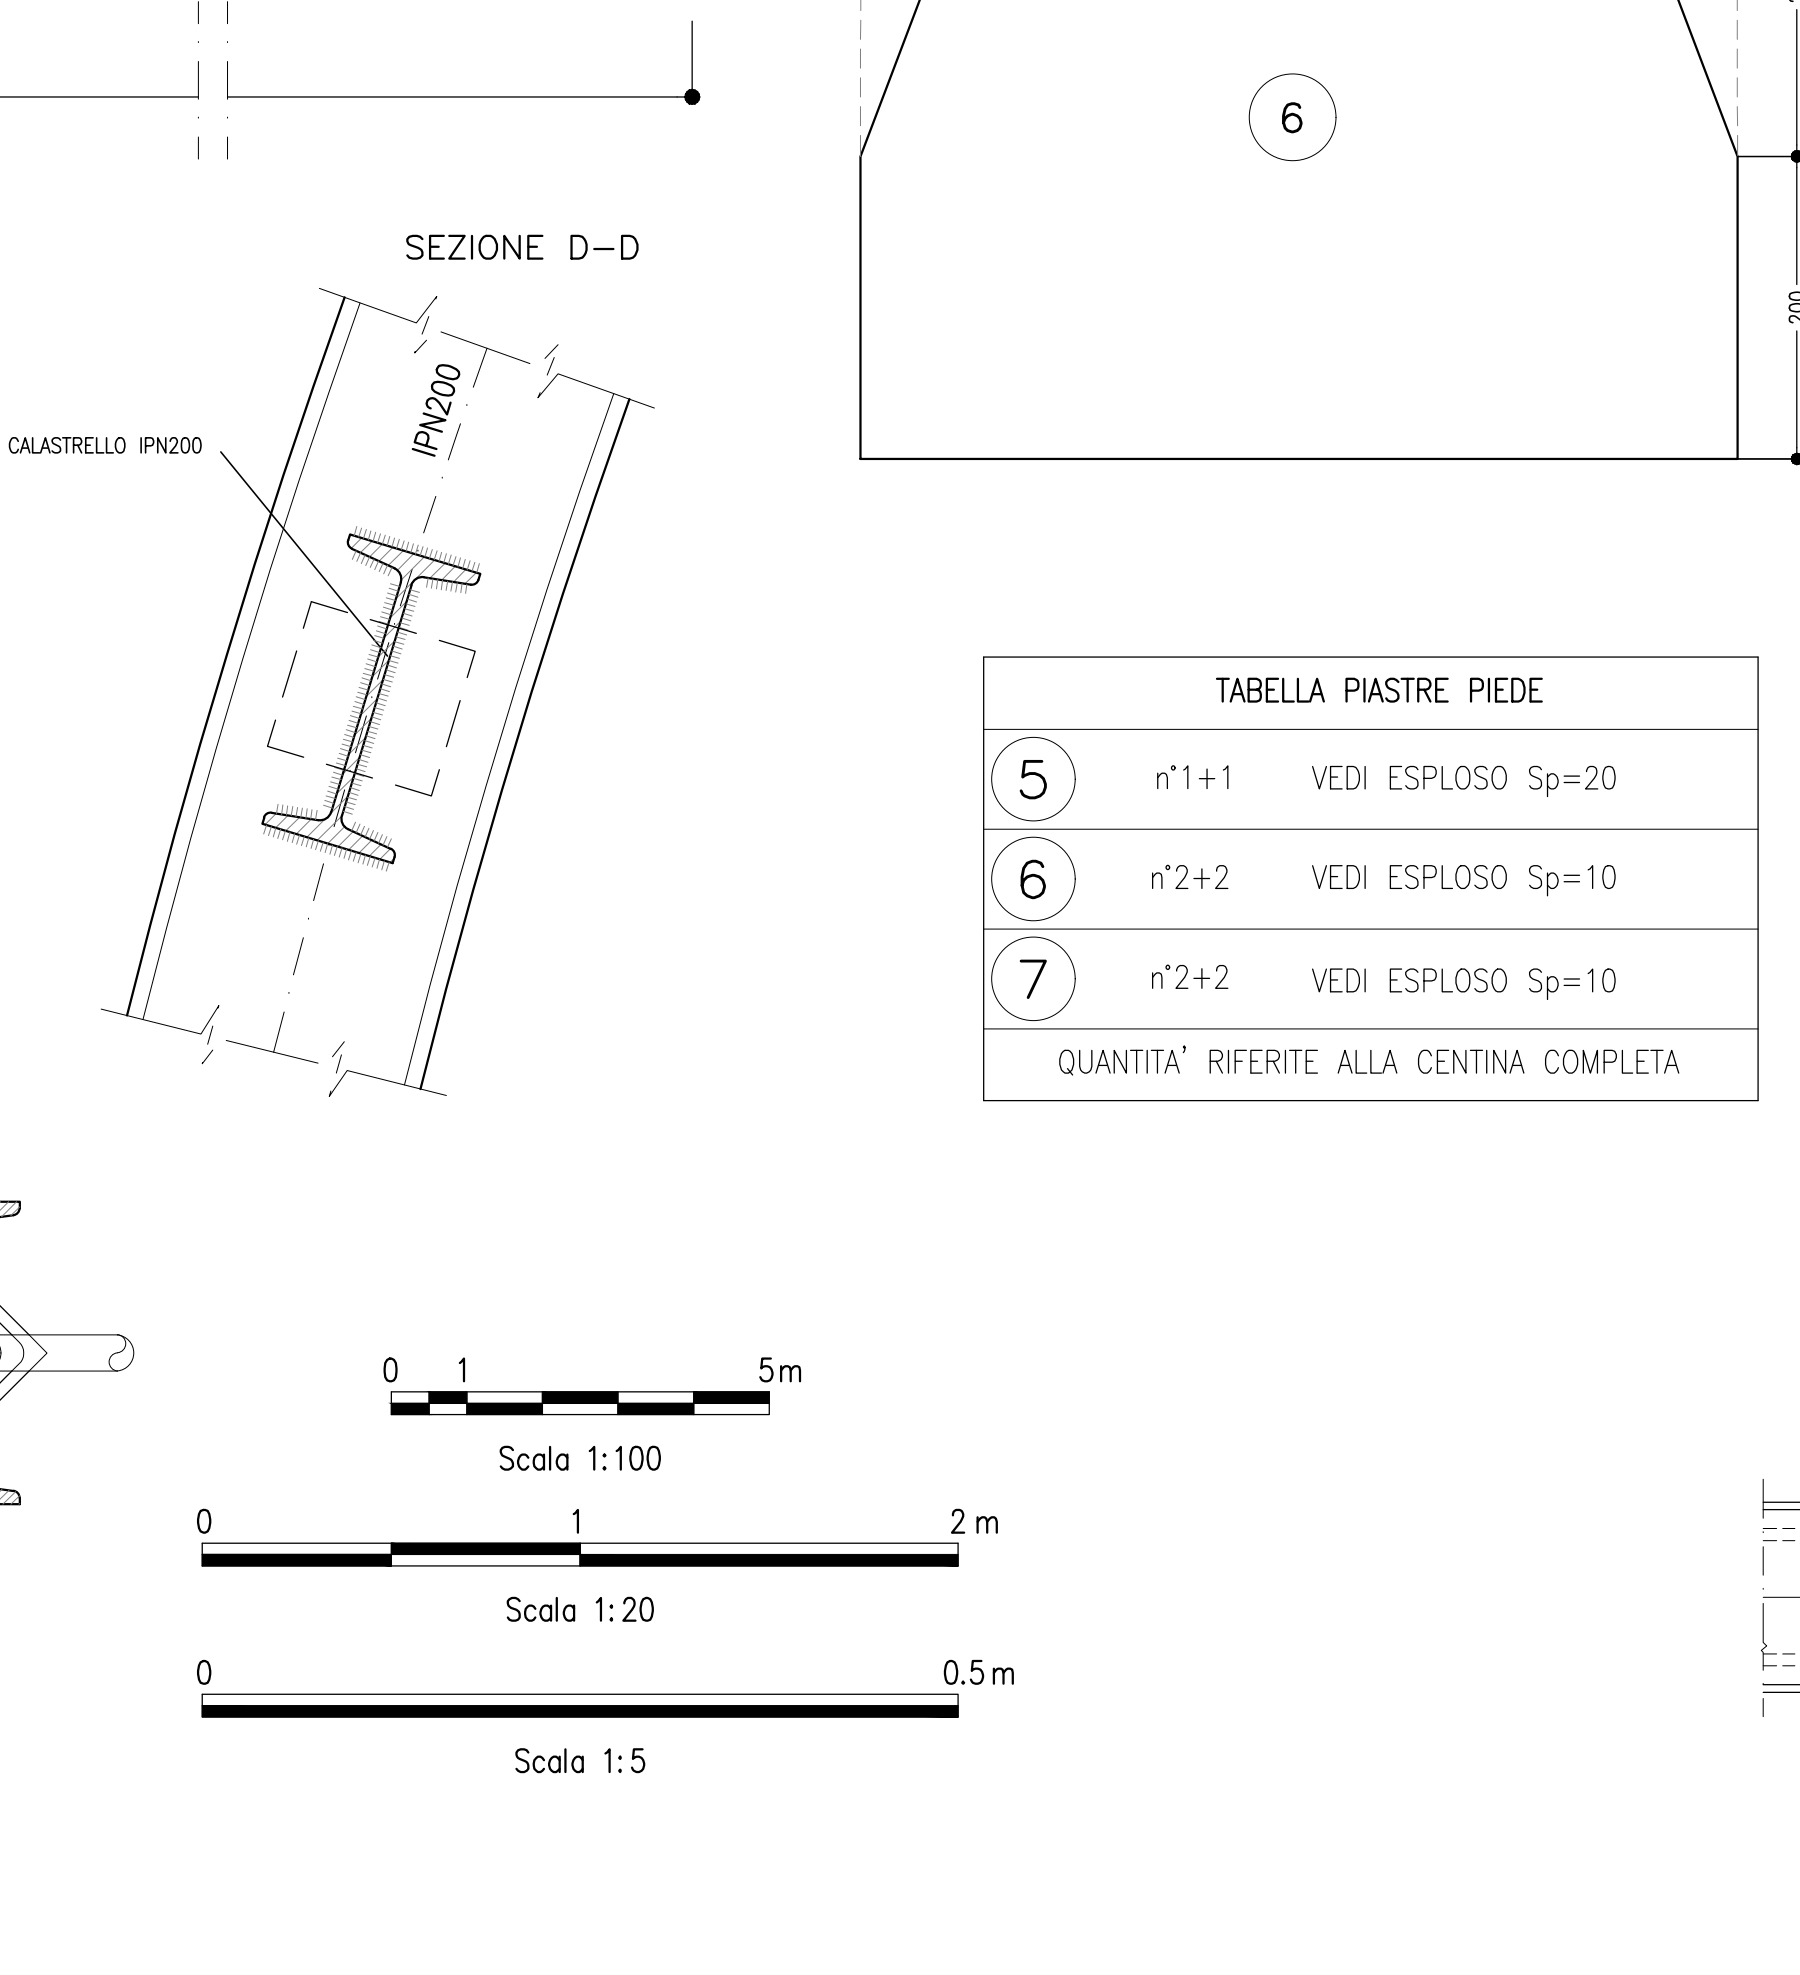 6
200
SEZIONE D-D
IPN200
CALASTRELLO IPN200
TABELLA PIASTRE PIEDE
5 n°1+1 VEDI ESPLOSO Sp=20
6 n°2+2 VEDI ESPLOSO Sp=10
7 n°2+2 VEDI ESPLOSO Sp=10
QUANTITA' RIFERITE ALLA CENTINA COMPLETA
0 1 5m
Scala 1:100
0 1 2 m
Scala 1:20
0 0.5m
Scala 1:5